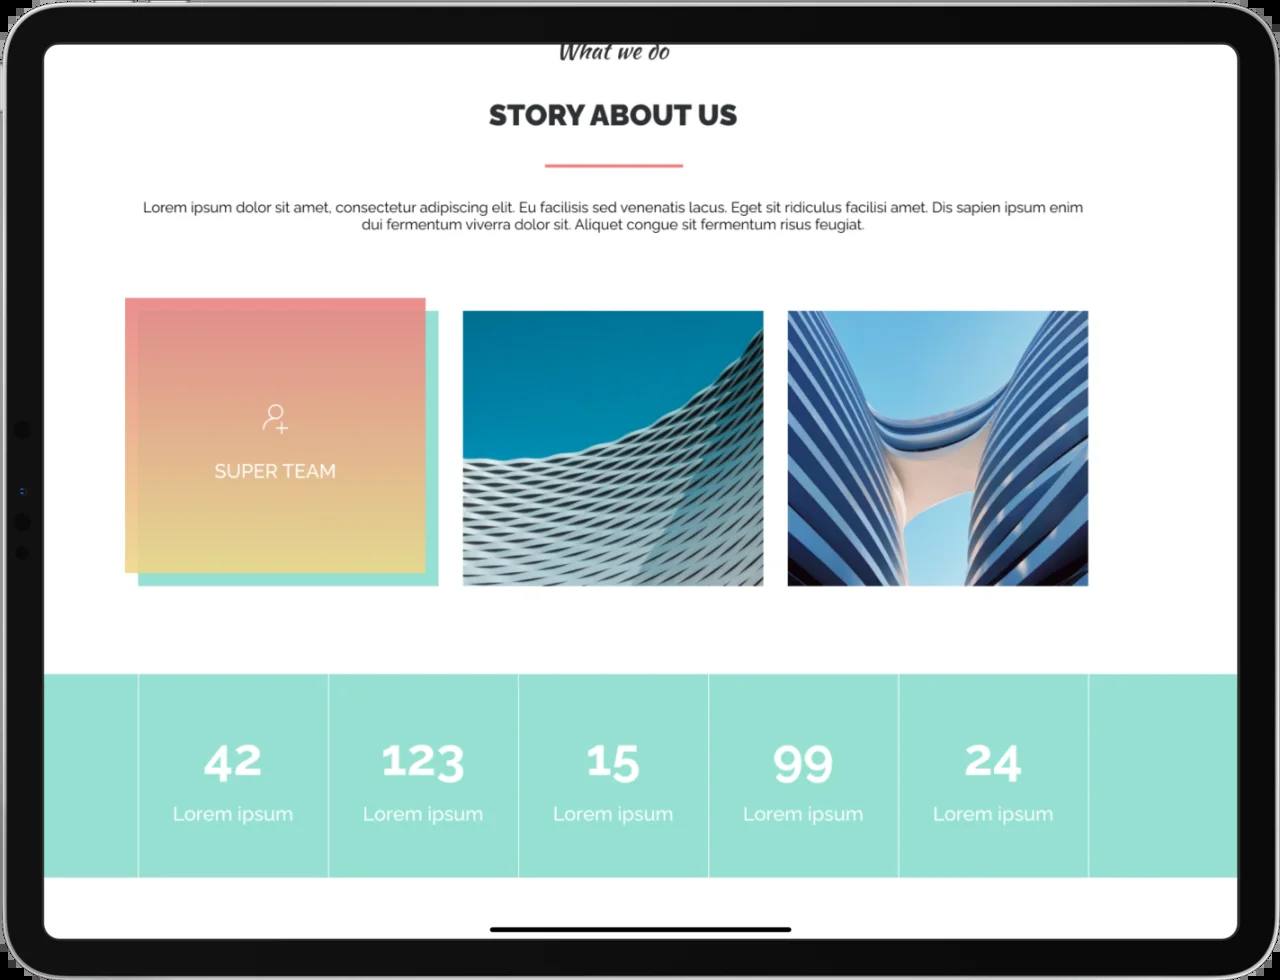 What we do
STORY ABOUT US
Lorem ipsum dolor sit amet, consectetur adipiscing elit. Eu facilisis sed venenatis lacus. Eget sit ridiculus facilisi amet. Dis sapien ipsum enim
dui fermentum viverra dolor sit. Aliquet congue sit fermentum risus feugiat.
SUPER TEAM
42 123 15 99 24
Lorem ipsum Lorem ipsum Lorem ipsum Lorem ipsum Lorem ipsum